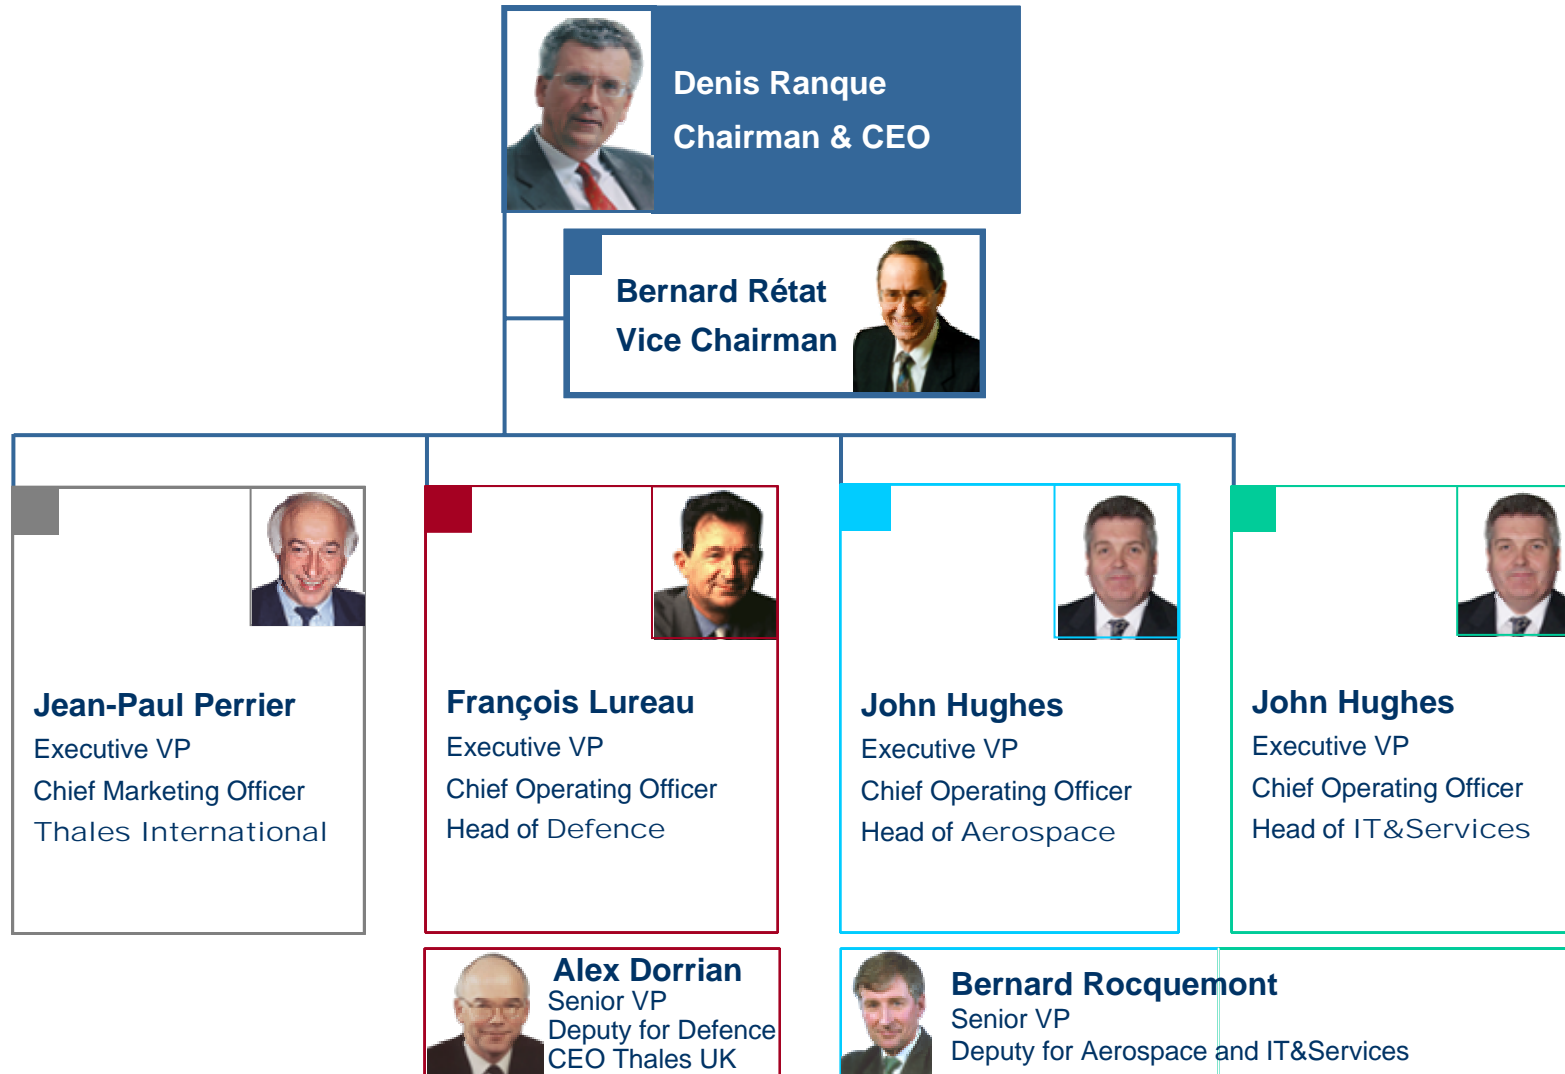 Denis Ranque
Chairman & CEO
Bernard Rétat
Vice Chairman
Jean-Paul Perrier
Executive VP
Chief Marketing Officer
Thales International
François Lureau
Executive VP
Chief Operating Officer
Head of Defence
John Hughes
Executive VP
Chief Operating Officer
Head of Aerospace
John Hughes
Executive VP
Chief Operating Officer
Head of IT&Services
Alex Dorrian
Senior VP
Deputy for Defence
CEO Thales UK
Bernard Rocquemont
Senior VP
Deputy for Aerospace and IT&Services